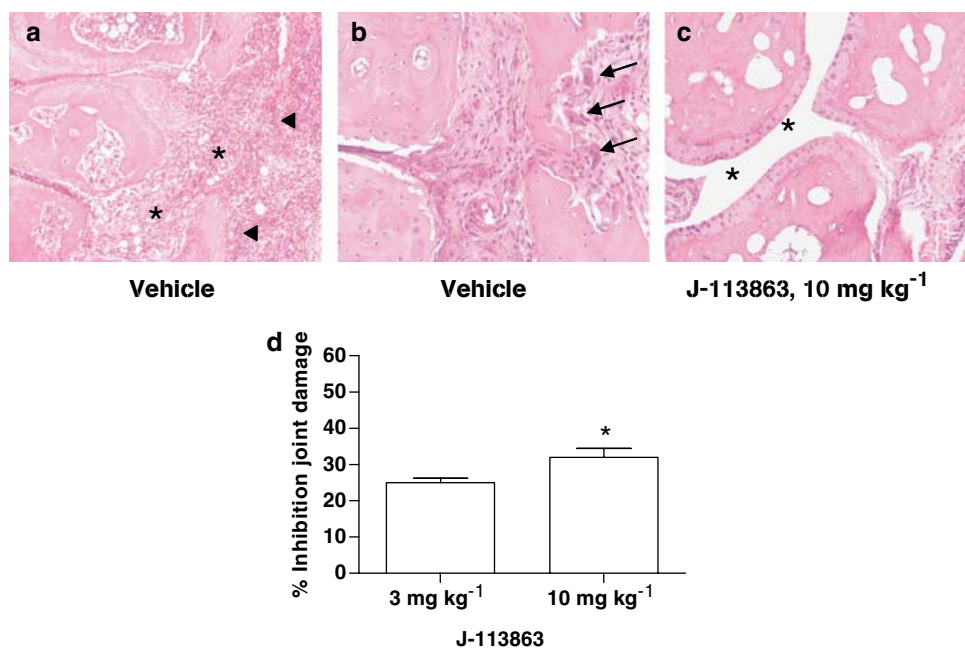 a
b
c
*
*
*
*
Vehicle
Vehicle
J-113863, 10 mg kg⁻¹
d
% Inhibition joint damage
60
50
40
30
20
10
0
*
3 mg kg⁻¹
10 mg kg⁻¹
J-113863